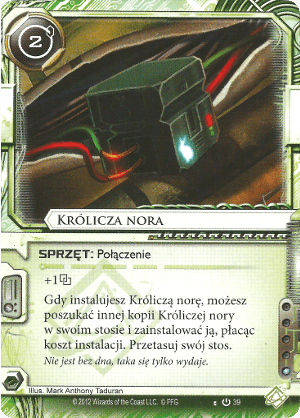 2
KRÓLICZA NORA
SPRZĘT: Połączenie
+1
Gdy instalujesz Króliczą norę, możesz
poszukać innej kopii Króliczej nory
w swoim stosie i zainstalować ją, płacąc
koszt instalacji. Przetasuj swój stos.
Nie jest bez dna, taka się tylko wydaje.
Illus. Mark Anthony Taduran
© 2012 Wizards of the Coast LLC. © FFG
39